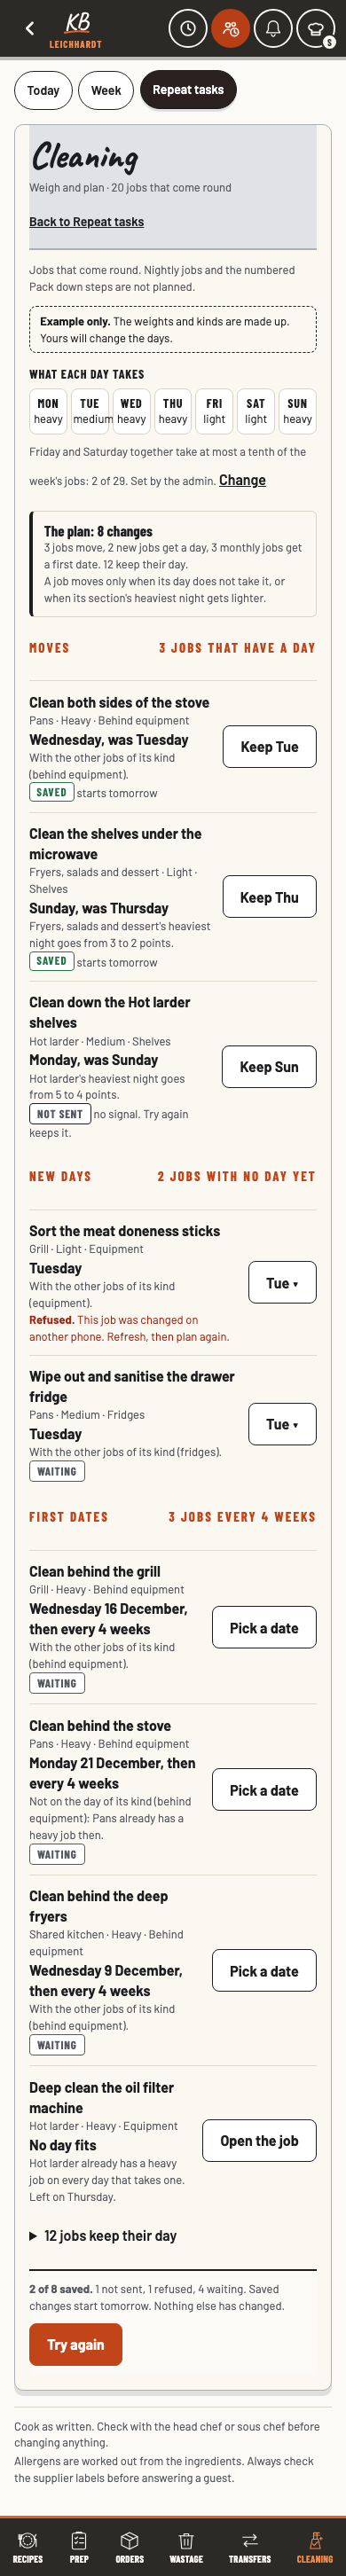 KB
LEICHHARDT
S
Today
Week
Repeat tasks
Cleaning
Weigh and plan · 20 jobs that come round
Back to Repeat tasks
Jobs that come round. Nightly jobs and the numbered
Pack down steps are not planned.
Example only. The weights and kinds are made up.
Yours will change the days.
WHAT EACH DAY TAKES
MON TUE WED THU FRI SAT SUN
heavy medium heavy heavy light light heavy
Friday and Saturday together take at most a tenth of the
week's jobs: 2 of 29. Set by the admin. Change
The plan: 8 changes
3 jobs move, 2 new jobs get a day, 3 monthly jobs get
a first date. 12 keep their day.
A job moves only when its day does not take it, or
when its section's heaviest night gets lighter.
MOVES 3 JOBS THAT HAVE A DAY
Clean both sides of the stove
Pans · Heavy · Behind equipment
Wednesday, was Tuesday
With the other jobs of its kind
(behind equipment).
SAVED starts tomorrow
Keep Tue
Clean the shelves under the
microwave
Fryers, salads and dessert · Light ·
Shelves
Sunday, was Thursday
Fryers, salads and dessert's heaviest
night goes from 3 to 2 points.
SAVED starts tomorrow
Keep Thu
Clean down the Hot larder
shelves
Hot larder · Medium · Shelves
Monday, was Sunday
Hot larder's heaviest night goes
from 5 to 4 points.
NOT SENT no signal. Try again
keeps it.
Keep Sun
NEW DAYS 2 JOBS WITH NO DAY YET
Sort the meat doneness sticks
Grill · Light · Equipment
Tuesday
With the other jobs of its kind
(equipment).
Refused. This job was changed on
another phone. Refresh, then plan again.
Tue ▾
Wipe out and sanitise the drawer
fridge
Pans · Medium · Fridges
Tuesday
With the other jobs of its kind (fridges).
WAITING
Tue ▾
FIRST DATES 3 JOBS EVERY 4 WEEKS
Clean behind the grill
Grill · Heavy · Behind equipment
Wednesday 16 December,
then every 4 weeks
With the other jobs of its kind
(behind equipment).
WAITING
Pick a date
Clean behind the stove
Pans · Heavy · Behind equipment
Monday 21 December, then
every 4 weeks
Not on the day of its kind (behind
equipment): Pans already has a
heavy job then.
WAITING
Pick a date
Clean behind the deep
fryers
Shared kitchen · Heavy · Behind
equipment
Wednesday 9 December,
then every 4 weeks
With the other jobs of its kind
(behind equipment).
WAITING
Pick a date
Deep clean the oil filter
machine
Hot larder · Heavy · Equipment
No day fits
Hot larder already has a heavy
job on every day that takes one.
Left on Thursday.
Open the job
▶ 12 jobs keep their day
2 of 8 saved. 1 not sent, 1 refused, 4 waiting. Saved
changes start tomorrow. Nothing else has changed.
Try again
Cook as written. Check with the head chef or sous chef before
changing anything.
Allergens are worked out from the ingredients. Always check
the supplier labels before answering a guest.
RECIPES PREP ORDERS WASTAGE TRANSFERS CLEANING